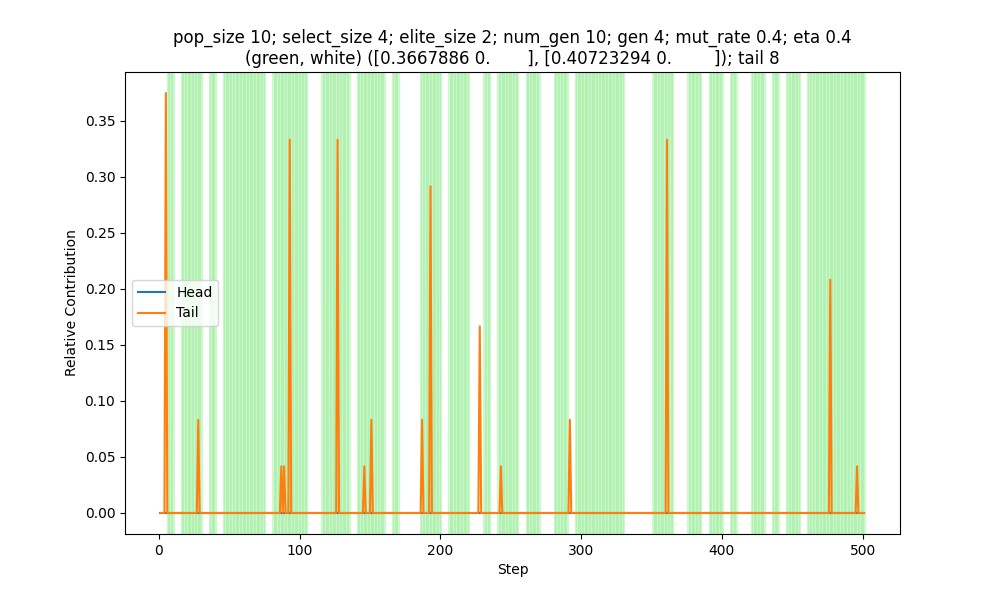 pop_size 10; select_size 4; elite_size 2; num_gen 10; gen 4; mut_rate 0.4; eta 0.4
(green, white) ([0.3667886 0.       ], [0.40723294 0.        ]); tail 8
Relative Contribution
0.35
0.30
0.25
0.20
0.15
0.10
0.05
0.00
Head
Tail
0
100
200
300
400
500
Step